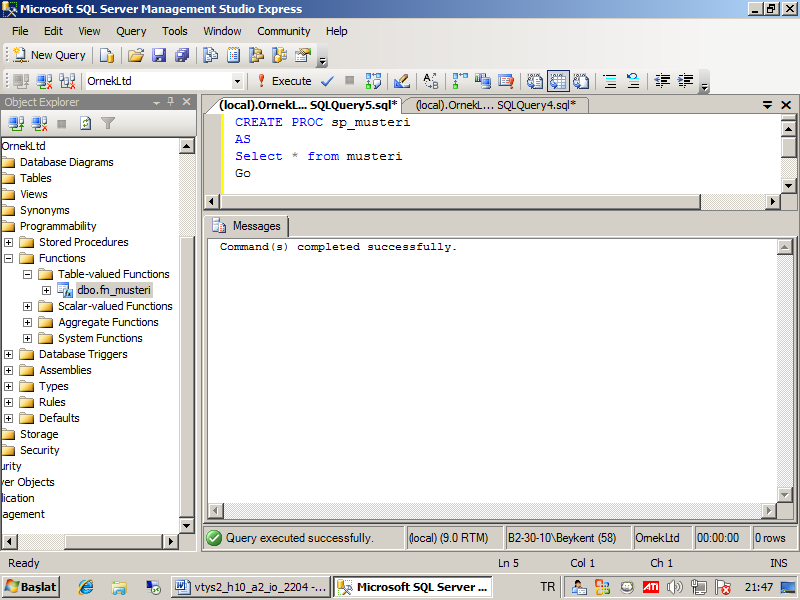 Microsoft SQL Server Management Studio Express
File Edit View Query Tools Window Community Help
New Query
OrnekLtd Execute
Object Explorer
(local).OrnekL... SQLQuery5.sql* (local).OrnekL... SQLQuery4.sql*
CREATE PROC sp_musteri
AS
Select * from musteri
Go
OrnekLtd
Database Diagrams
Tables
Views
Synonyms
Programmability
Stored Procedures
Functions
Table-valued Functions
dbo.fn_musteri
Scalar-valued Functions
Aggregate Functions
System Functions
Database Triggers
Assemblies
Types
Rules
Defaults
Storage
Security
urity
ver Objects
lication
agement
Messages
Command(s) completed successfully.
Query executed successfully. (local) (9.0 RTM) B2-30-10\Beykent (58) OrnekLtd 00:00:00 0 rows
Ready Ln 5 Col 1 Ch 1 INS
Başlat vtys2_h10_a2_io_2204 -... Microsoft SQL Server ... TR ATI 21:47